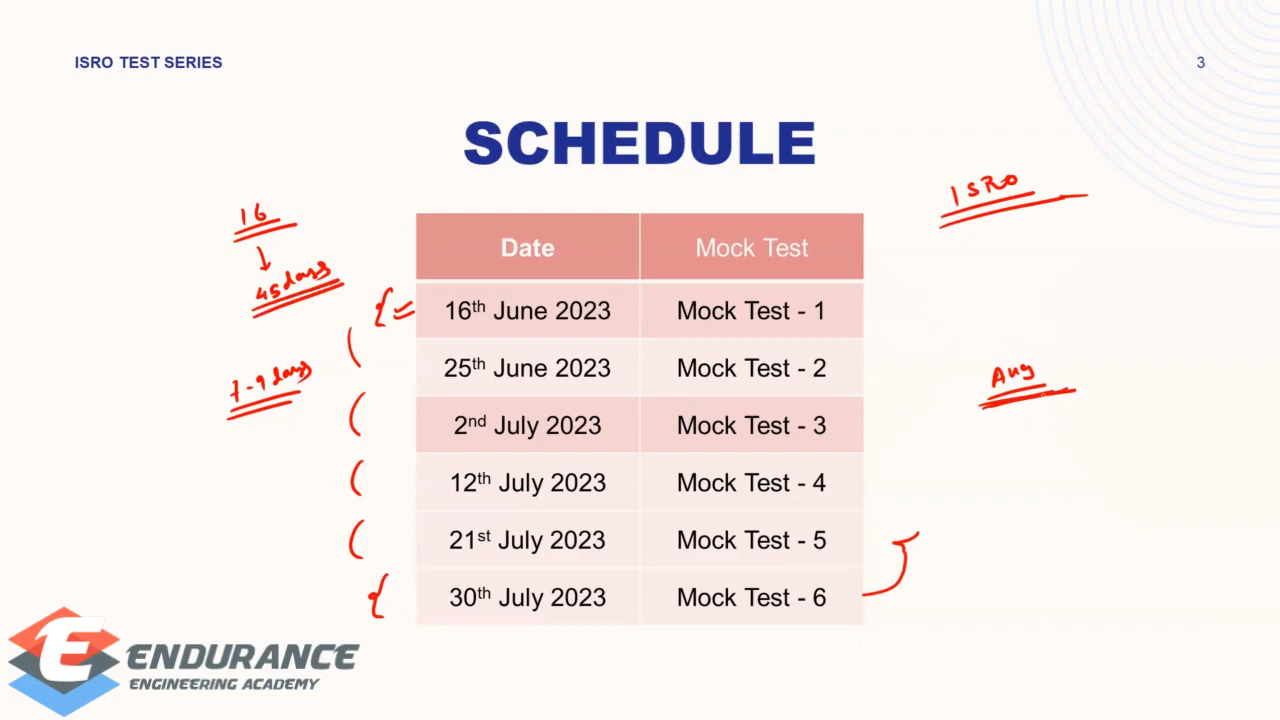 ISRO TEST SERIES
3
SCHEDULE
ISRO
16
45 days
Date Mock Test
16th June 2023 Mock Test - 1
25th June 2023 Mock Test - 2
7-9 days
Aug
2nd July 2023 Mock Test - 3
12th July 2023 Mock Test - 4
21st July 2023 Mock Test - 5
30th July 2023 Mock Test - 6
E ENDURANCE
ENGINEERING ACADEMY